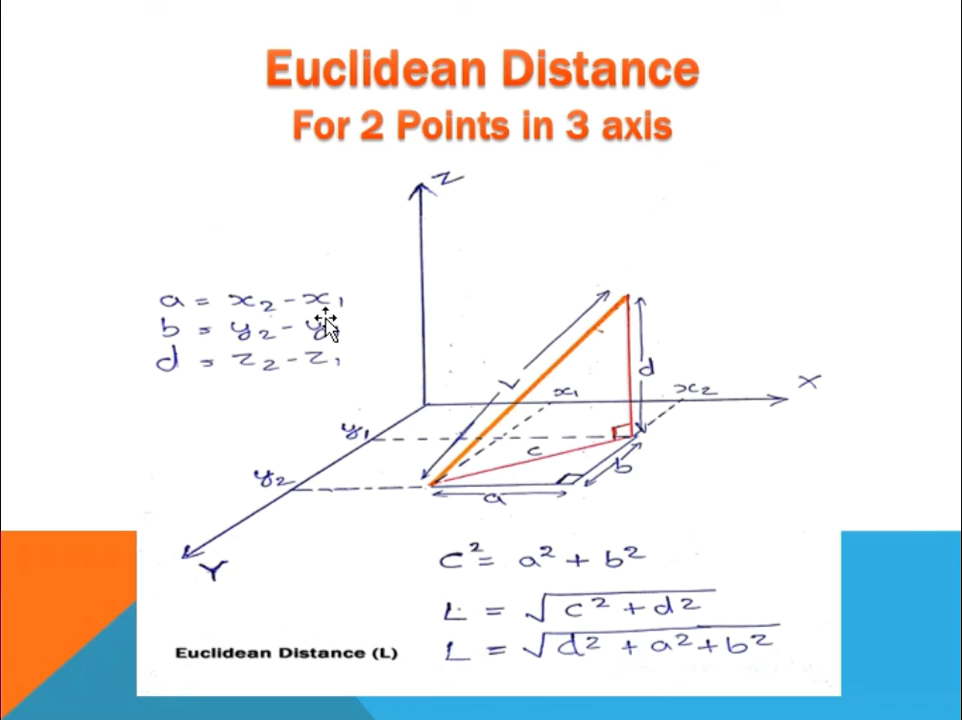 Euclidean Distance
For 2 Points in 3 axis
Z
a = x₂ - x₁
b = y₂ - y
d = z₂ - z₁
L
d
x₁
x₂
X
y₁
c
b
y₂
a
Y
c² = a² + b²
L = √c² + d²
L = √d² + a² + b²
Euclidean Distance (L)